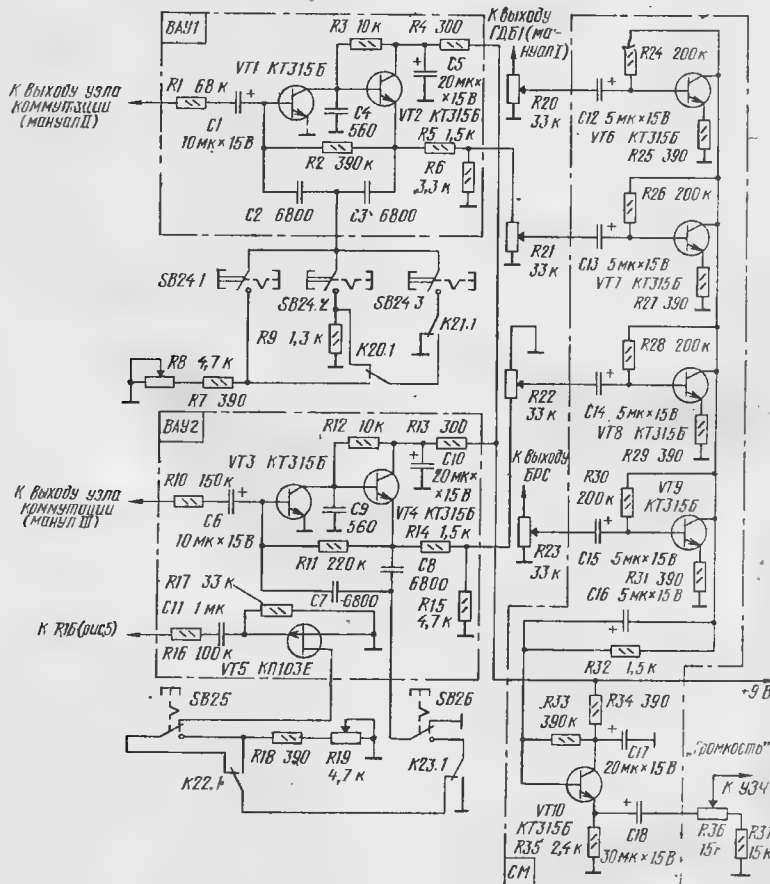 ВАУ1
R3 10к
R4 300
К выходу
ГДБ1 (ма-
нуал I)
R24 200к
К выходу узла
коммутации
(мануал II)
R1 68к
VT1 КТ315Б
C5
20мк×
×15В
C1
10мк×15В
C4
560
VT2 КТ315Б
R5 1,5к
R2 390к
R6
3,3к
C2 6800
C3 6800
R20
33к
C12 5мк×15В
VT6 КТ315Б
R25 390
R26 200к
R21
33к
C13 5мк×15В
VT7 КТ315Б
R27 390
SB24.1
SB24.2
SB24.3
R9 1,3к
K20.1
K21.1
R8 4,7к
R7 390
R28 200к
R22
33к
C14 5мк×15В
VT8 КТ315Б
R29 390
ВАУ2
R12 10к
R13 300
К выходу узла
коммутации
(манул III)
R10 150к
VT3 КТ315Б
C10
20мк×
×15В
C6
10мк×15В
C9
560
VT4 КТ315Б
R14 1,5к
R11 220к
C8
6800
C7 6800
R15
4,7к
К выходу
БРС
R30
200к
VT9
КТ315Б
R23
33к
C15 5мк×15В
R31 390
C16 5мк×15В
R17 33к
C11 1мк
К R16 (рис.5)
R16 100к
VT5 КП103Е
R32 1,5к
+9В
SB25
SB26
R18 390
R19
4,7к
K22.1
K23.1
R33
390к
R34 390
C17
20мк×15В
„Громкость"
К УЗЧ
VT10
КТ315Б
R35 2,4к
C18
30мк×15В
R36
R37
15к
СМ